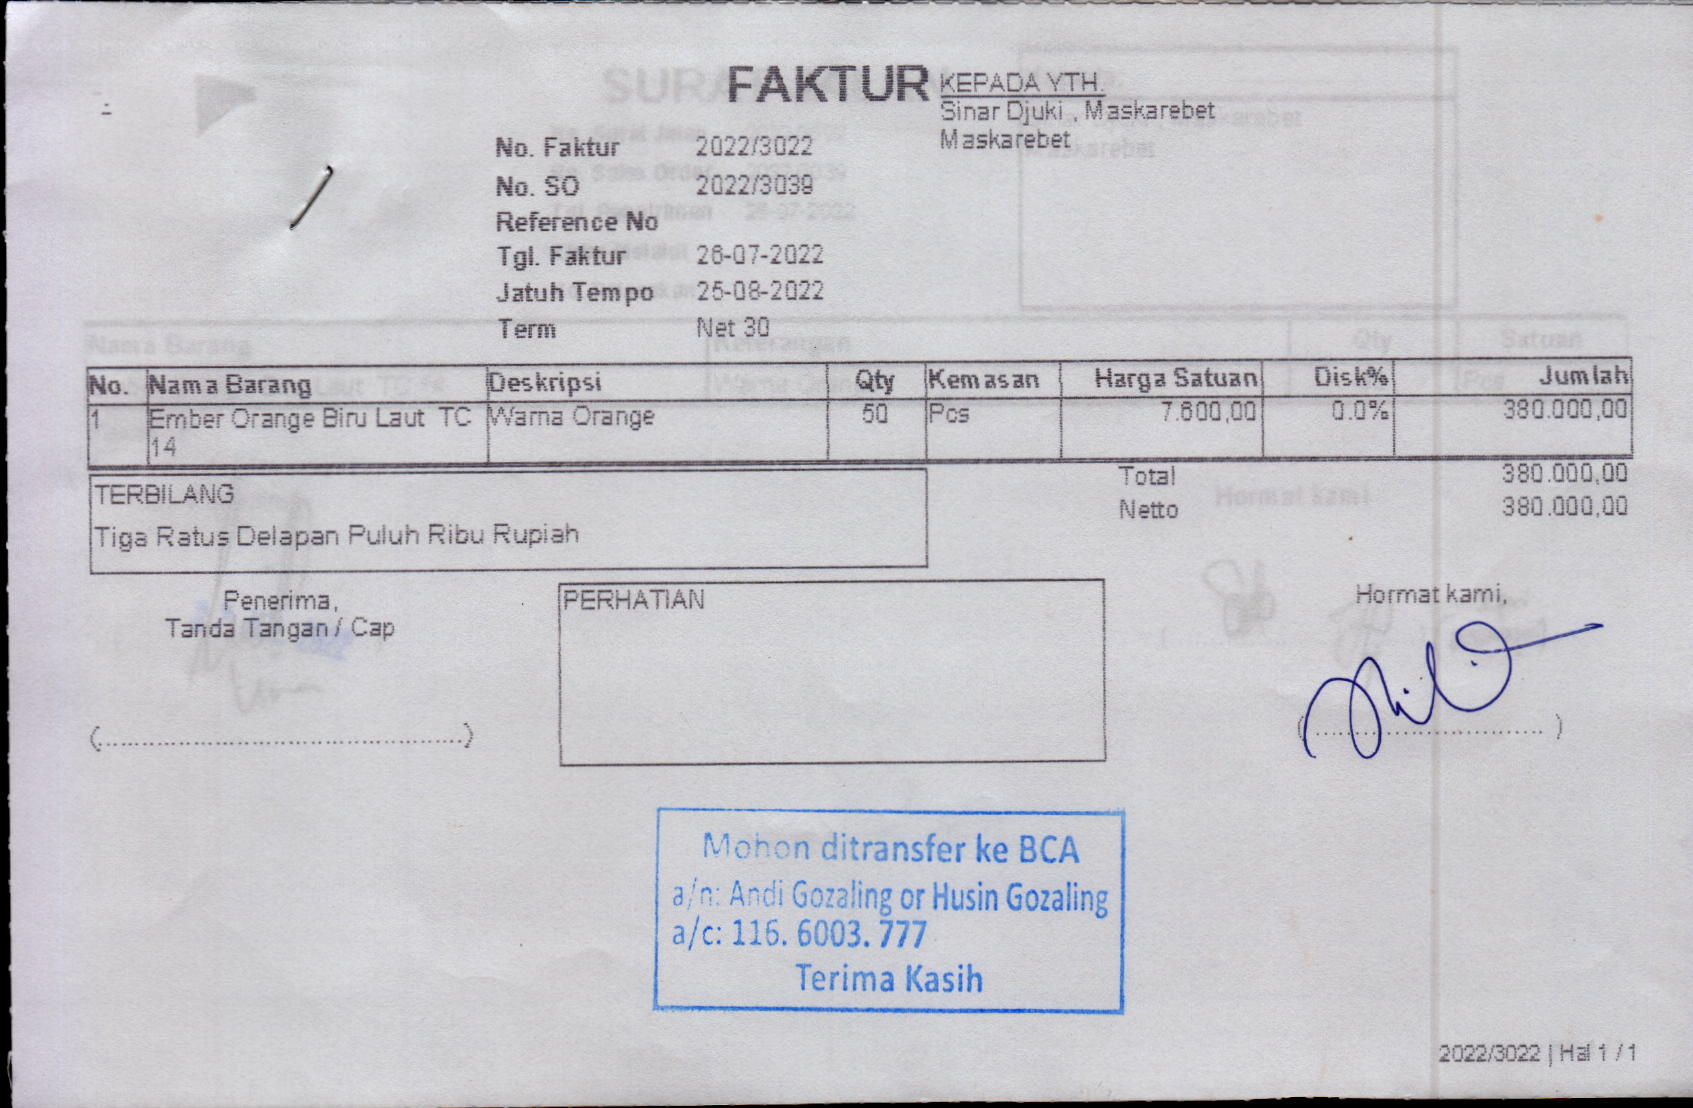 FAKTUR
KEPADA YTH.
Sinar Djuki , Maskarebet
Maskarebet
No. Faktur 2022/3022
No. SO 2022/3039
Reference No
Tgl. Faktur 26-07-2022
Jatuh Tempo 25-08-2022
Term Net 30
No. Nama Barang Deskripsi Qty Kemasan Harga Satuan Disk% Jumlah
1 Ember Orange Biru Laut TC Warna Orange 50 Pcs 7.600,00 0.0% 380.000,00
14
Total 380.000,00
Netto 380.000,00
TERBILANG
Tiga Ratus Delapan Puluh Ribu Rupiah
Penerima,
Tanda Tangan / Cap
PERHATIAN
Hormat kami,
(................................................)
(............................... )
Mohon ditransfer ke BCA
a/n: Andi Gozaling or Husin Gozaling
a/c: 116. 6003. 777
Terima Kasih
2022/3022 | Hal 1 / 1